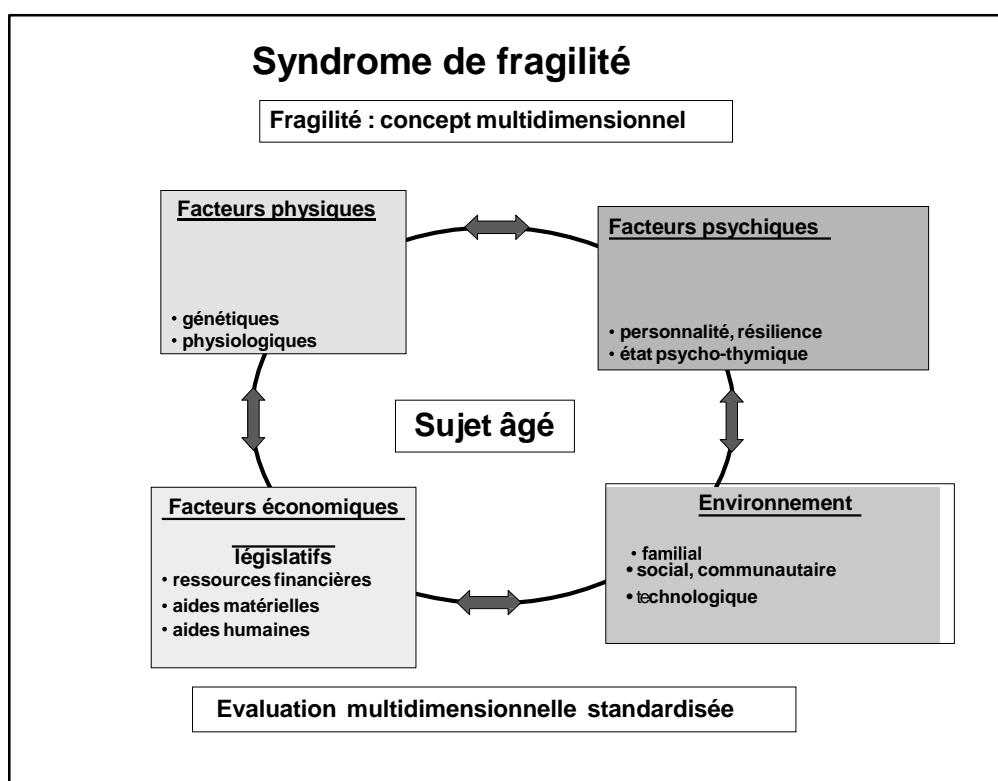 Syndrome de fragilité
Fragilité : concept multidimensionnel
Facteurs physiques
• génétiques
• physiologiques
Facteurs psychiques
• personnalité, résilience
• état psycho-thymique
Sujet âgé
Facteurs économiques
législatifs
• ressources financières
• aides matérielles
• aides humaines
Environnement
• familial
• social, communautaire
• technologique
Evaluation multidimensionnelle standardisée